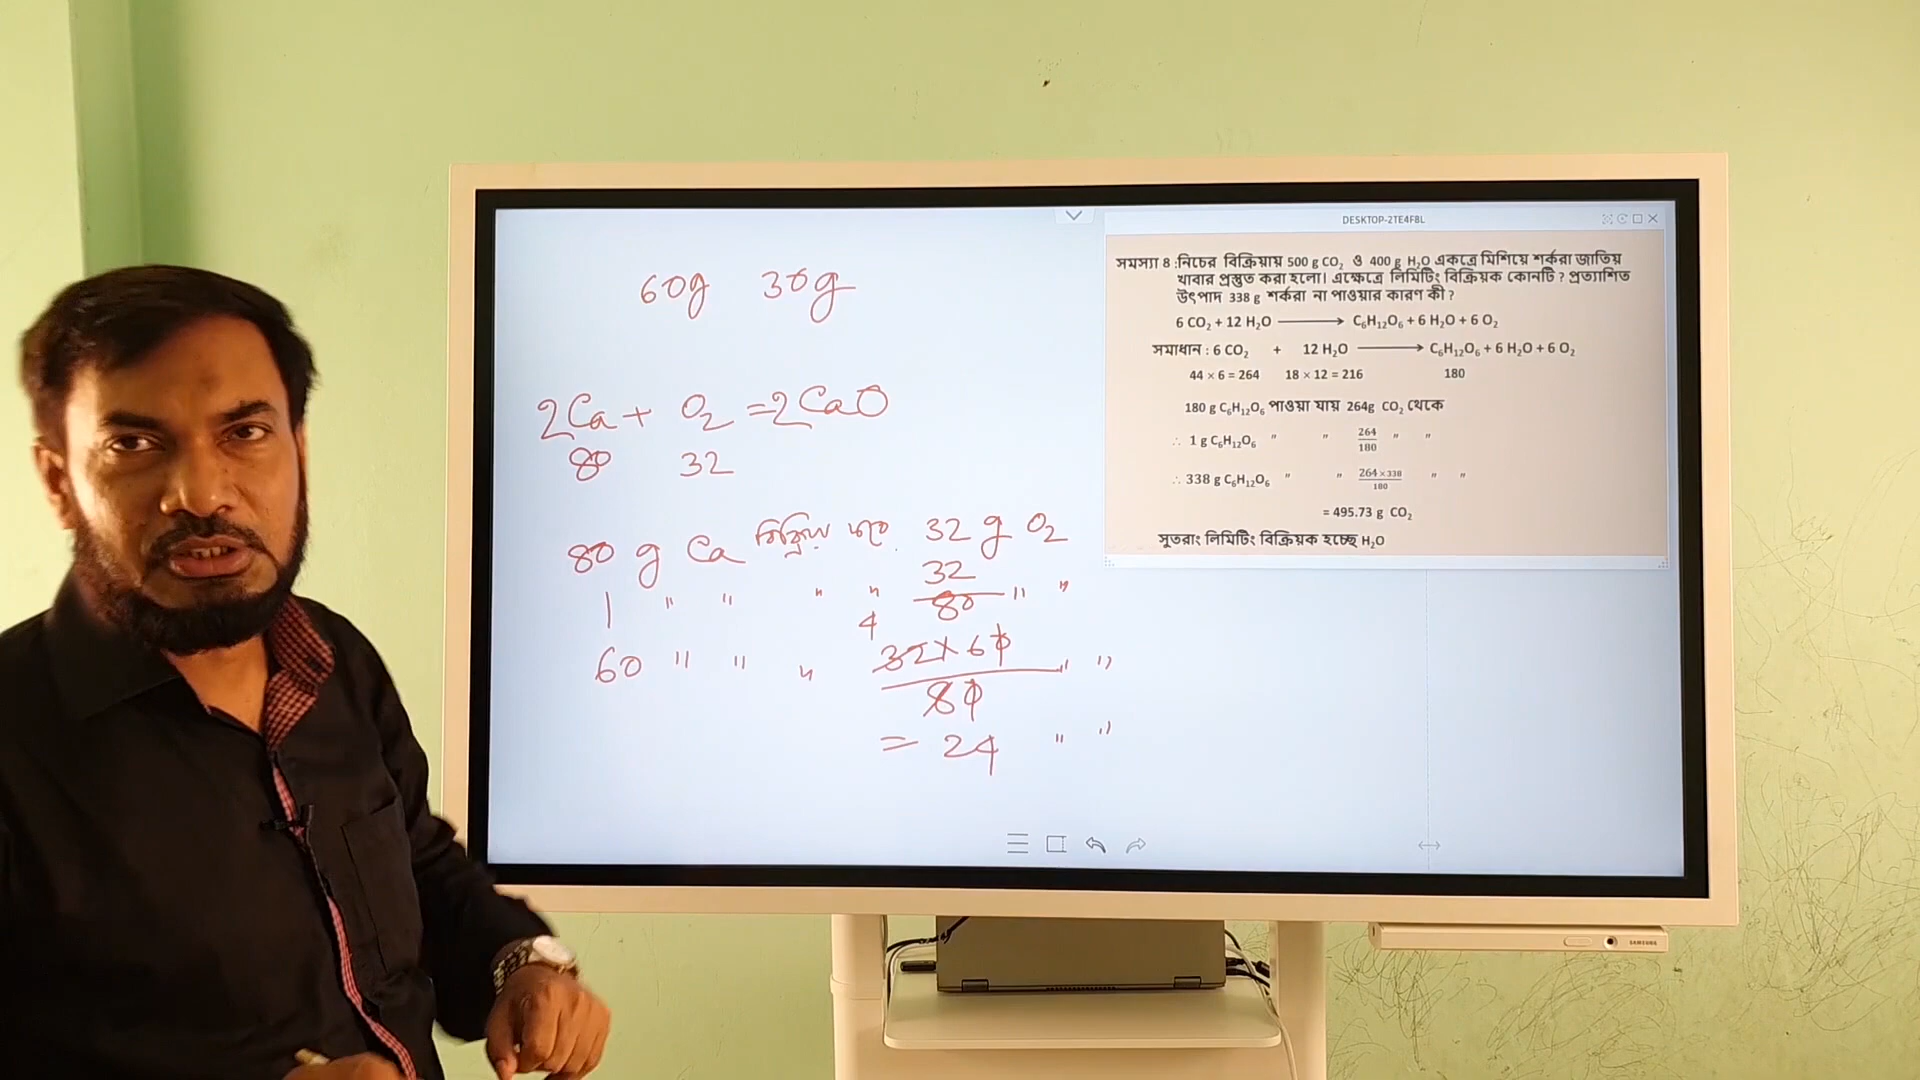 60g 30g
2Ca + O₂ = 2CaO
80 32
80 g Ca বিক্রিয়া করে 32 g O₂
1 " " " " 32/80 " "
4
60 " " " 32×60/80 " "
= 24 " "
DESKTOP-2TE4F8L
সমস্যা 8 :নিচের বিক্রিয়ায় 500 g CO₂ ও 400 g H₂O একত্রে মিশিয়ে শর্করা জাতিয়
খাবার প্রস্তুত করা হলো। এক্ষেত্রে লিমিটিং বিক্রিয়ক কোনটি ? প্রত্যাশিত
উৎপাদ 338 g শর্করা না পাওয়ার কারণ কী ?
6 CO₂ + 12 H₂O ⟶ C₆H₁₂O₆ + 6 H₂O + 6 O₂
সমাধান : 6 CO₂ + 12 H₂O ⟶ C₆H₁₂O₆ + 6 H₂O + 6 O₂
44 × 6 = 264 18 × 12 = 216 180
180 g C₆H₁₂O₆ পাওয়া যায় 264g CO₂ থেকে
∴ 1 g C₆H₁₂O₆ " " 264/180 " "
∴ 338 g C₆H₁₂O₆ " " 264×338/180 " "
= 495.73 g CO₂
সুতরাং লিমিটিং বিক্রিয়ক হচ্ছে H₂O
SAMSUNG